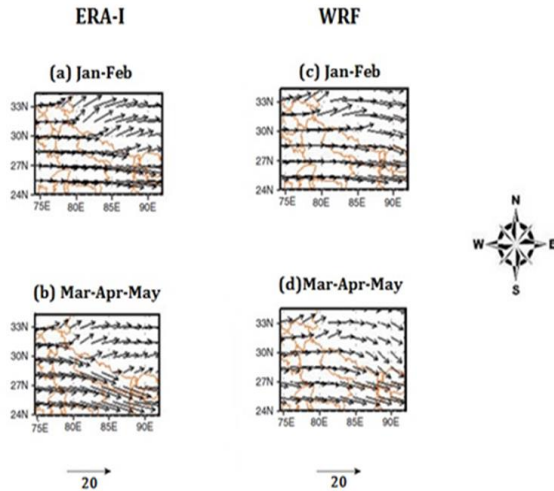 ERA-I WRF
(a) Jan-Feb (c) Jan-Feb
33N 33N
30N 30N
27N 27N
24N 24N
75E 80E 85E 90E 75E 80E 85E 90E
N
W E
S
(b) Mar-Apr-May (d)Mar-Apr-May
33N 33N
30N 30N
27N 27N
24N 24N
75E 80E 85E 90E 75E 80E 85E 90E
20 20